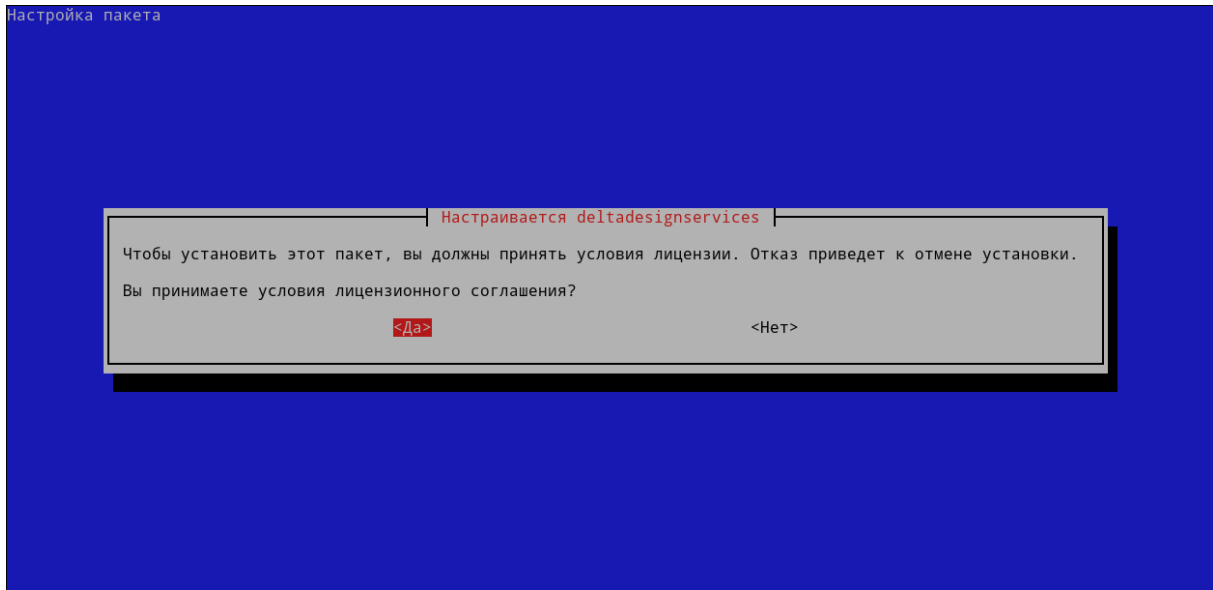 Настройка пакета
Настраивается deltadesignservices
Чтобы установить этот пакет, вы должны принять условия лицензии. Отказ приведет к отмене установки.
Вы принимаете условия лицензионного соглашения?
<Да> <Нет>